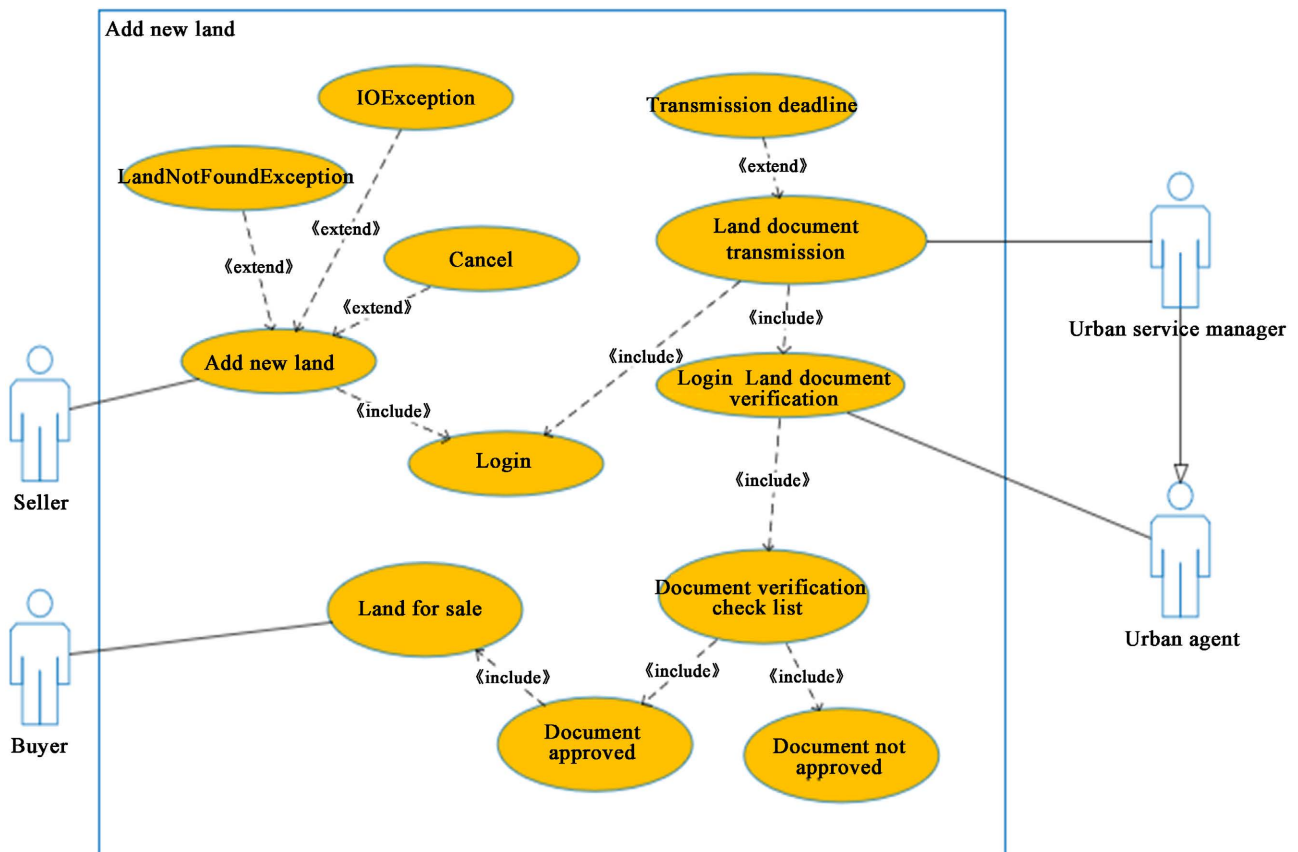 Add new land
IOException
Transmission deadline
LandNotFoundException
《extend》
《extend》
《extend》
Land document
transmission
Cancel
《extend》
《include》
Urban service manager
Add new land
《include》
Login  Land document
verification
《include》
Login
《include》
Seller
Land for sale
Document verification
check list
Urban agent
《include》
《include》
《include》
Buyer
Document
approved
Document not
approved